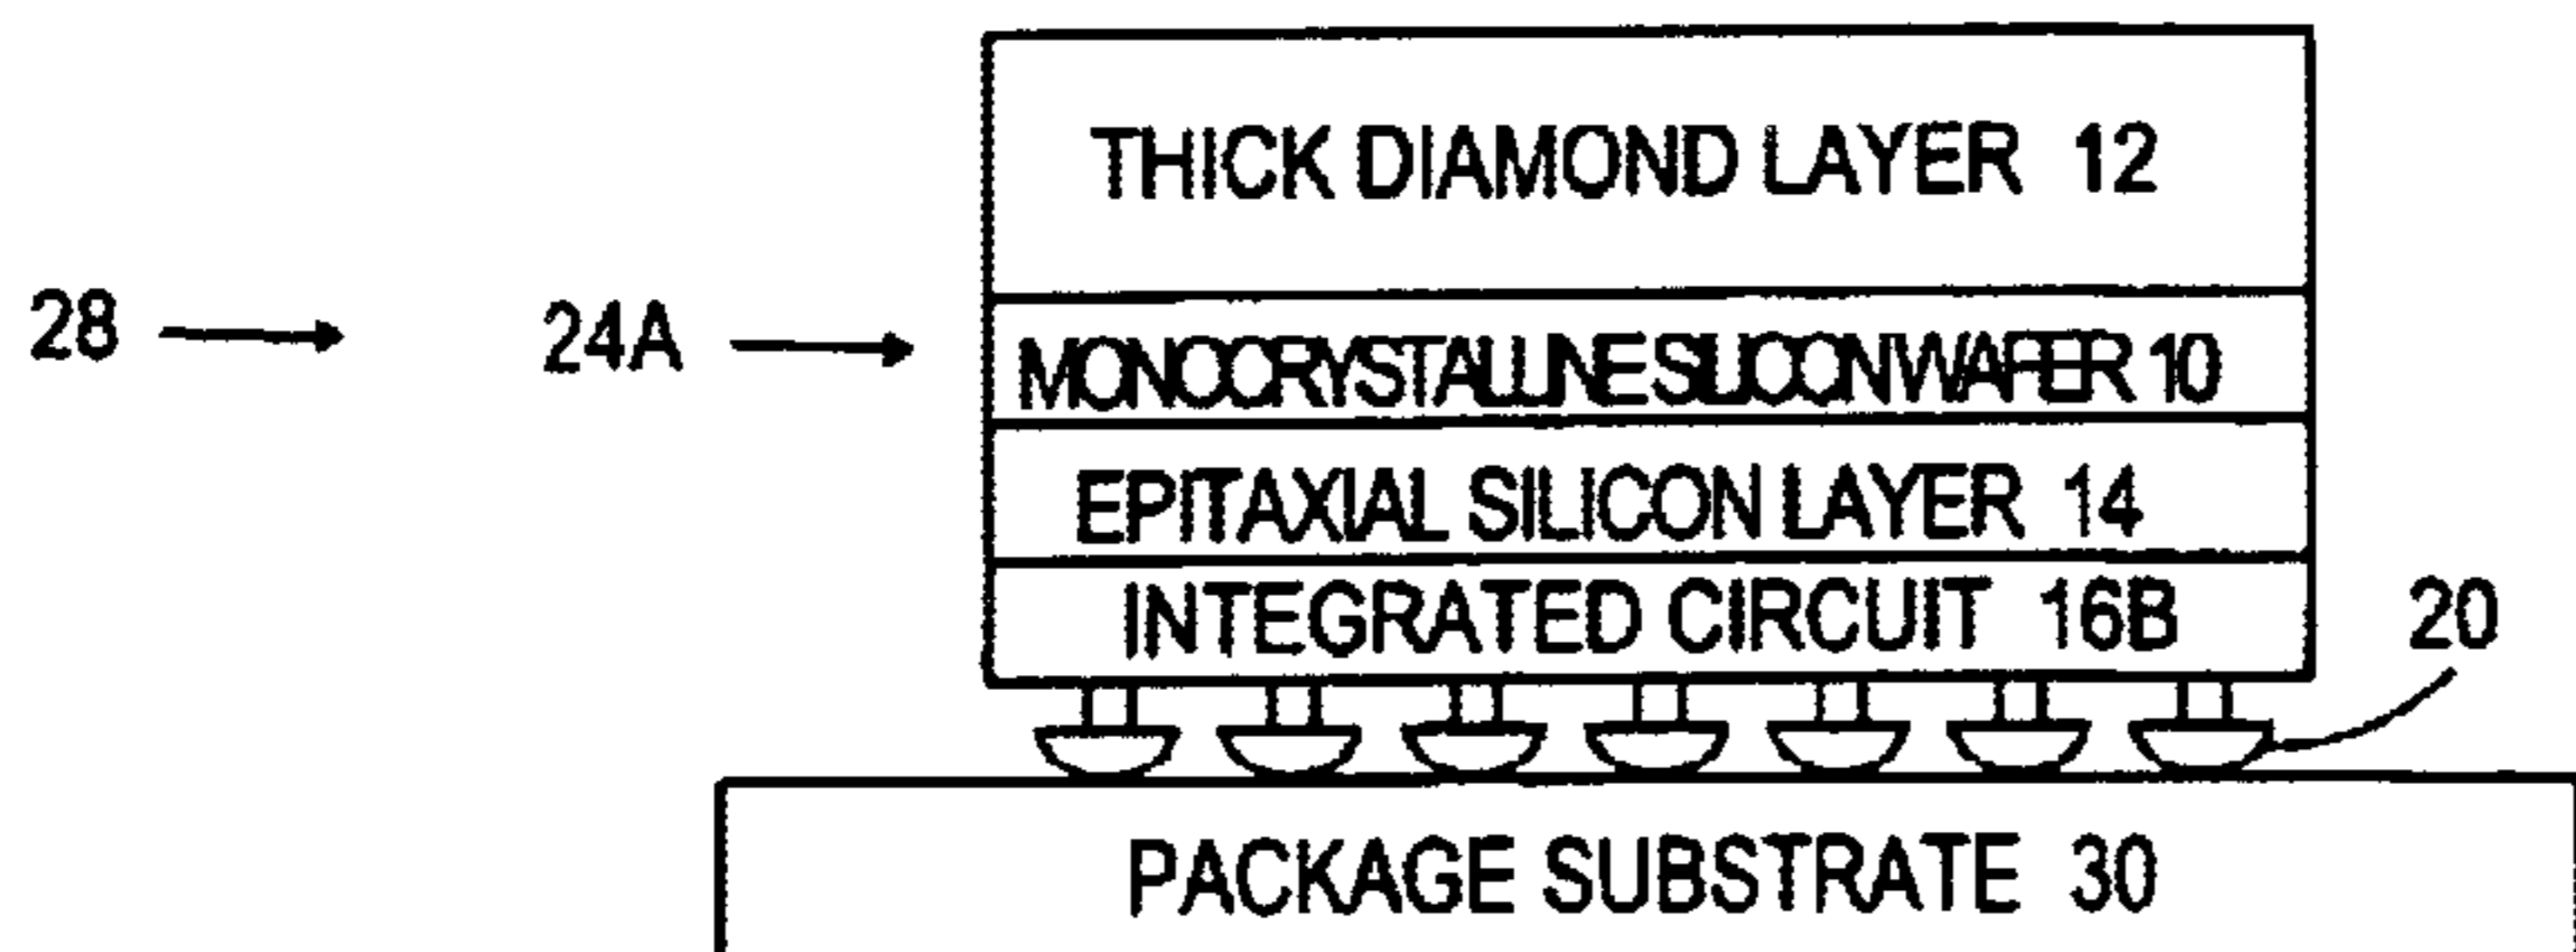 THICK DIAMOND LAYER 12
28
24A
MONOCRYSTALLINE SILICON WAFER 10
EPITAXIAL SILICON LAYER 14
INTEGRATED CIRCUIT 16B
20
PACKAGE SUBSTRATE 30